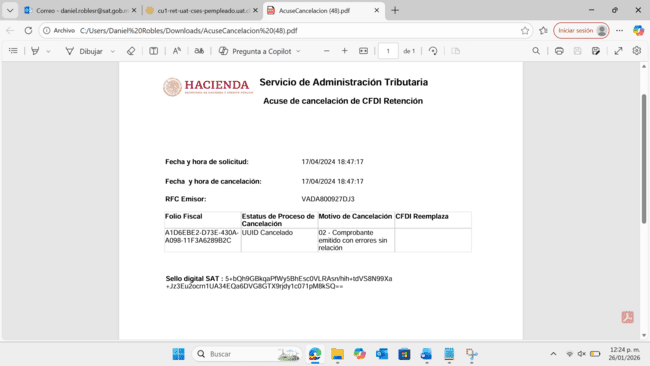 Correo - daniel.roblesr@sat.gob.m
cu1-ret-uat-cses-pempleado.uat.s
AcuseCancelacion (48).pdf
Archivo
C:/Users/Daniel%20Robles/Downloads/AcuseCancelacion%20(48).pdf
Iniciar sesión
Dibujar
Pregunta a Copilot
1 de 1
HACIENDA
Servicio de Administración Tributaria
Acuse de cancelación de CFDI Retención
Fecha y hora de solicitud: 17/04/2024 18:47:17
Fecha y hora de cancelación: 17/04/2024 18:47:17
RFC Emisor: VADA800927DJ3
Folio Fiscal
Estatus de Proceso de Cancelación
Motivo de Cancelación
CFDI Reemplaza
A1D6EBE2-D73E-430A-A098-11F3A6289B2C
UUID Cancelado
02 - Comprobante emitido con errores sin relación
Sello digital SAT : 5+bQh9GBkqaPfWy5BhEsc0VLRAsn/hih+tdVS8N99Xa
+Jz3Eu2ocm1UA34EQa6DVG8GTX9rjdy1c071pM8kSQ==
Buscar
12:24 p. m.
26/01/2026